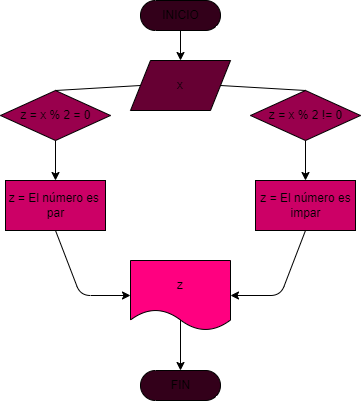 INICIO
x
z = x % 2 = 0
z = x % 2 != 0
z = El número es
par
z = El número es
impar
z
FIN